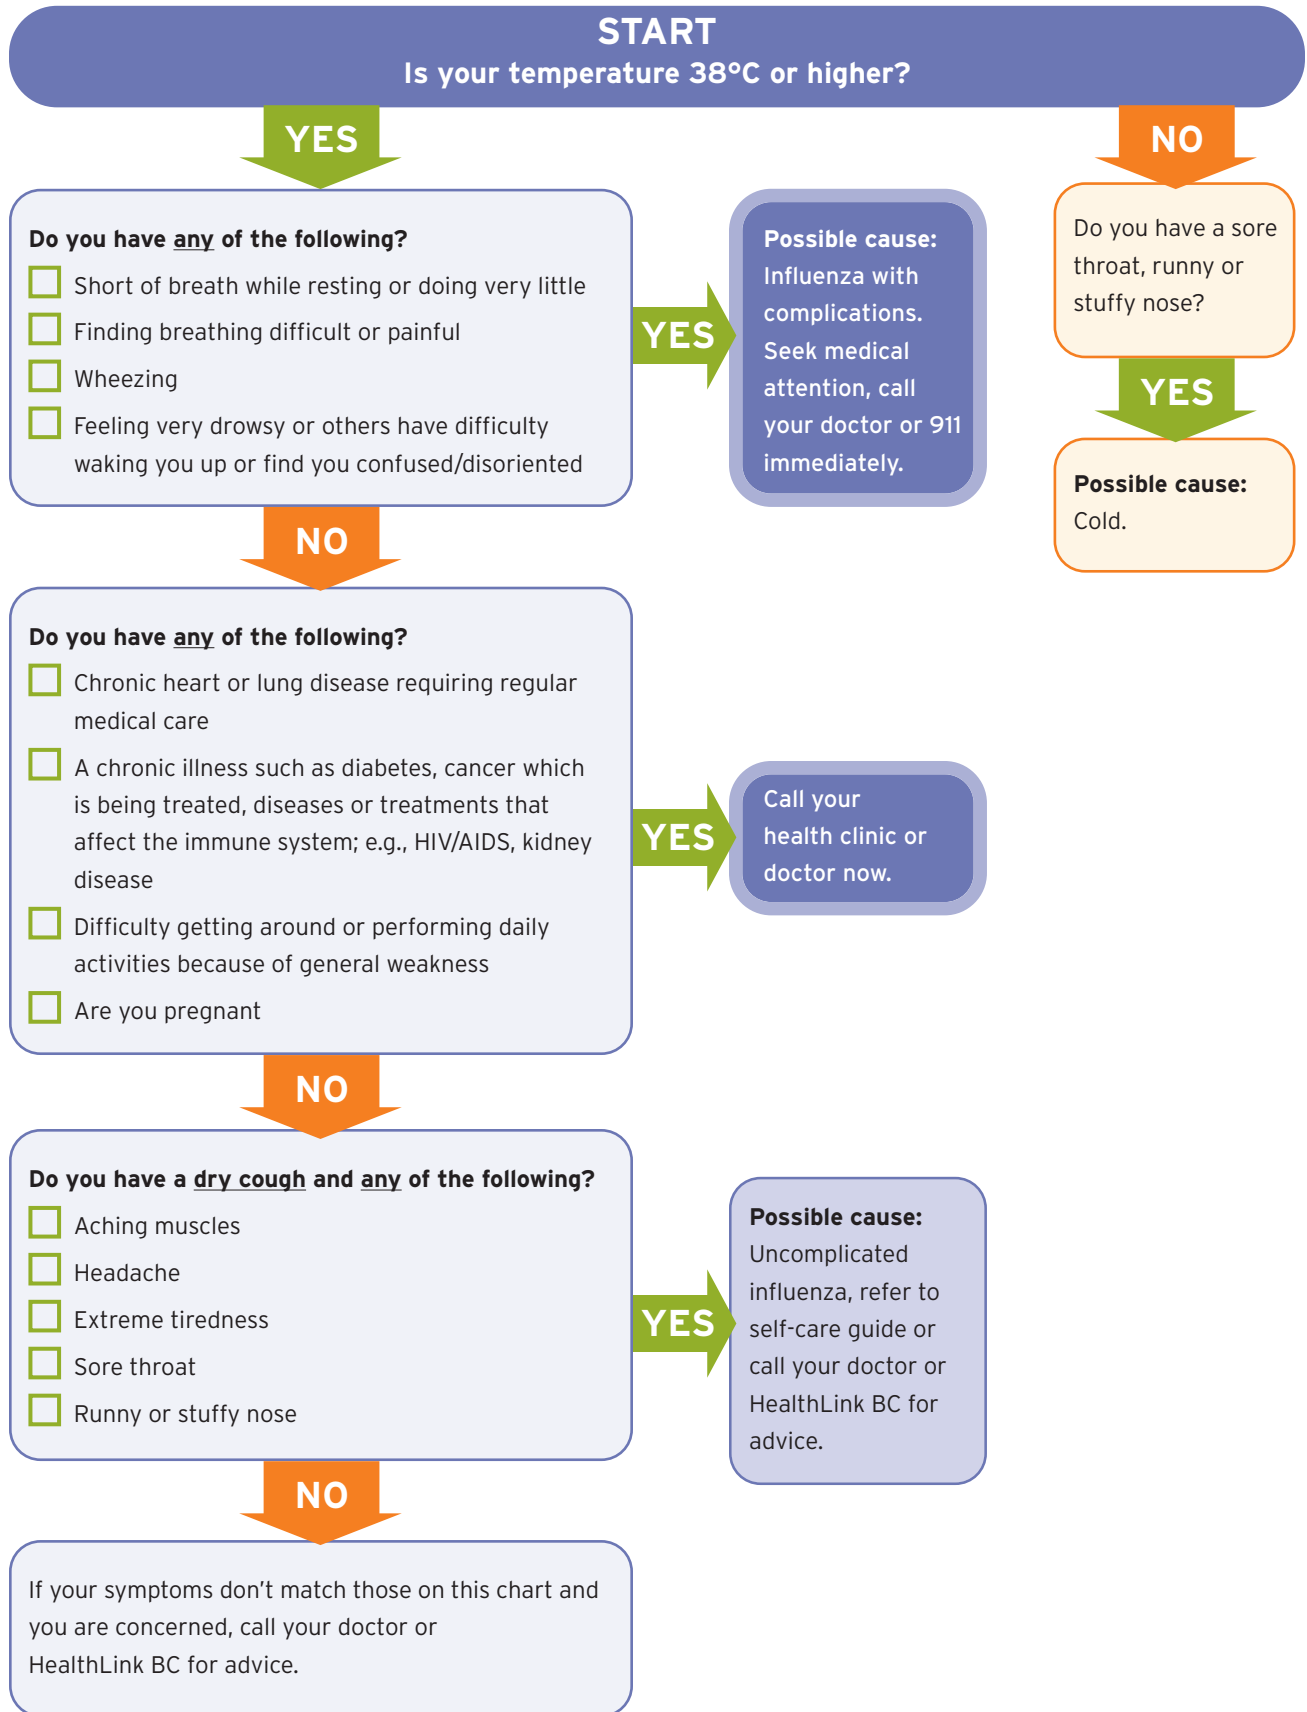 START
Is your temperature 38°C or higher?
YES
NO
Do you have any of the following?
Short of breath while resting or doing very little
Finding breathing difficult or painful
Wheezing
Feeling very drowsy or others have difficulty
waking you up or find you confused/disoriented
YES
Possible cause:
Influenza with
complications.
Seek medical
attention, call
your doctor or 911
immediately.
Do you have a sore
throat, runny or
stuffy nose?
YES
Possible cause:
Cold.
NO
Do you have any of the following?
Chronic heart or lung disease requiring regular
medical care
A chronic illness such as diabetes, cancer which
is being treated, diseases or treatments that
affect the immune system; e.g., HIV/AIDS, kidney
disease
Difficulty getting around or performing daily
activities because of general weakness
Are you pregnant
YES
Call your
health clinic or
doctor now.
NO
Do you have a dry cough and any of the following?
Aching muscles
Headache
Extreme tiredness
Sore throat
Runny or stuffy nose
YES
Possible cause:
Uncomplicated
influenza, refer to
self-care guide or
call your doctor or
HealthLink BC for
advice.
NO
If your symptoms don't match those on this chart and
you are concerned, call your doctor or
HealthLink BC for advice.